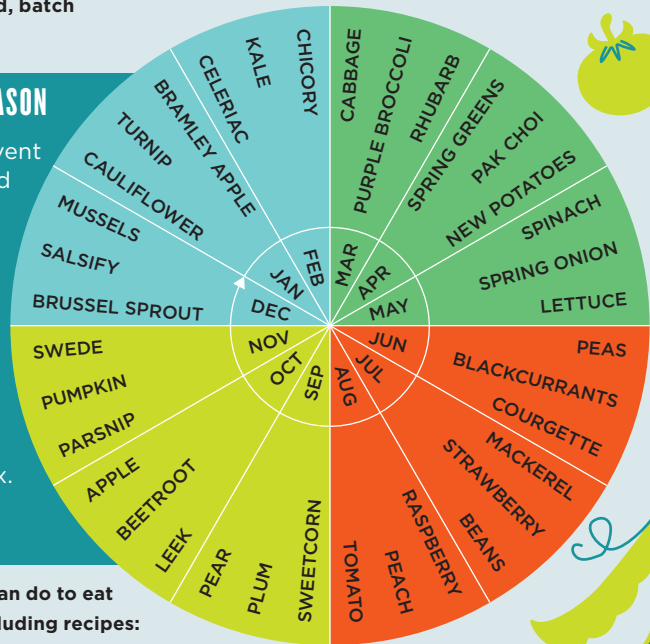 d, batch
ASON
vent
d
x.
an do to eat
luding recipes:
CABBAGE
PURPLE BROCCOLI
RHUBARB
SPRING GREENS
PAK CHOI
NEW POTATOES
SPINACH
SPRING ONION
LETTUCE
PEAS
BLACKCURRANTS
COURGETTE
MACKEREL
STRAWBERRY
BEANS
RASPBERRY
PEACH
TOMATO
SWEETCORN
PLUM
PEAR
LEEK
BEETROOT
APPLE
PARSNIP
PUMPKIN
SWEDE
BRUSSEL SPROUT
SALSIFY
MUSSELS
CAULIFLOWER
TURNIP
BRAMLEY APPLE
CELERIAC
KALE
CHICORY
MAR
APR
MAY
JUN
JUL
AUG
SEP
OCT
NOV
DEC
JAN
FEB